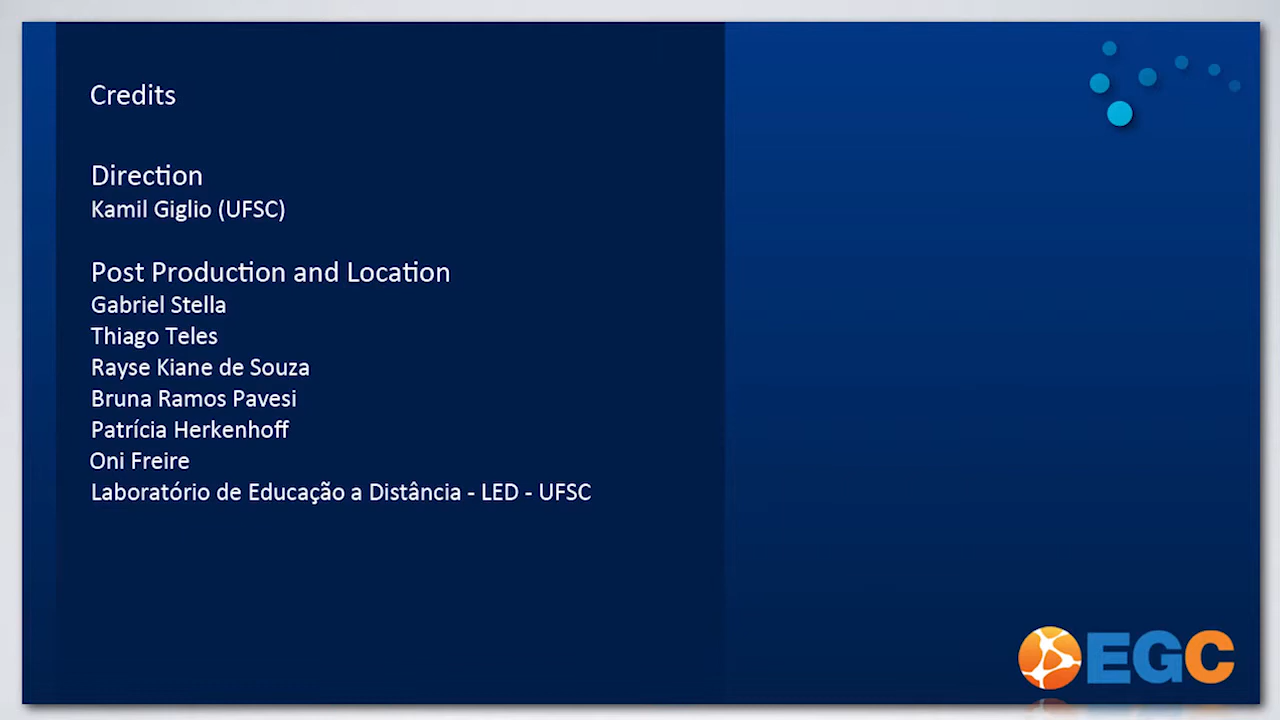 Credits
Direction
Kamil Giglio (UFSC)
Post Production and Location
Gabriel Stella
Thiago Teles
Rayse Kiane de Souza
Bruna Ramos Pavesi
Patrícia Herkenhoff
Oni Freire
Laboratório de Educação a Distância - LED - UFSC
EGC